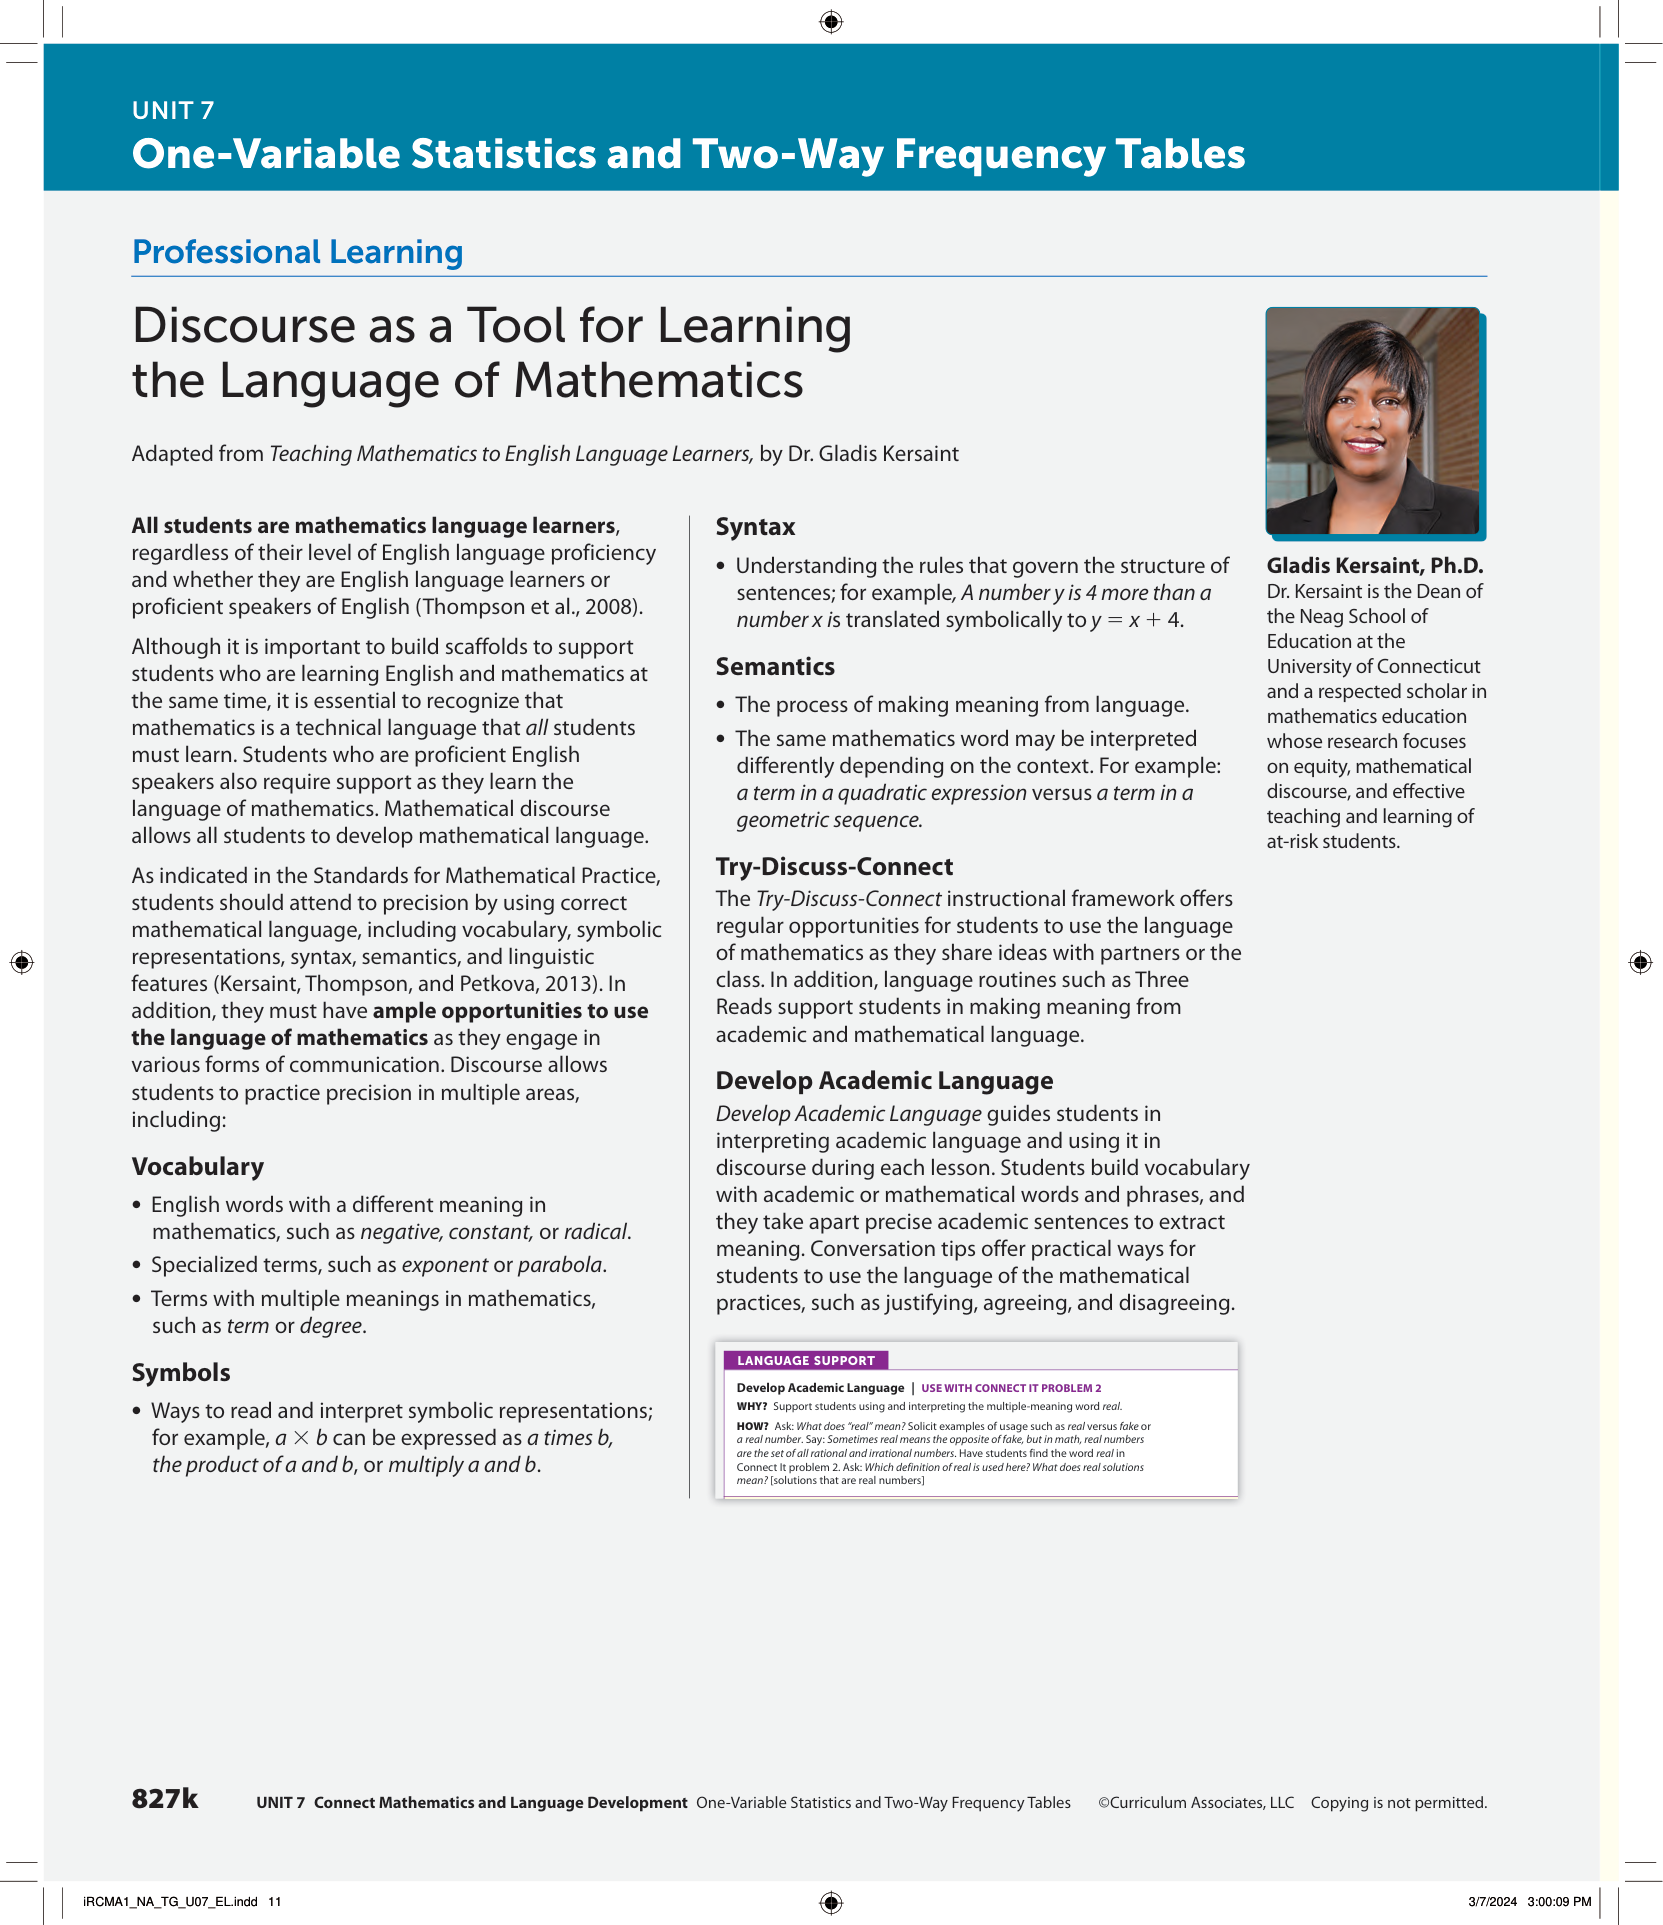 UNIT 7
One-Variable Statistics and Two-Way Frequency Tables
Professional Learning
Discourse as a Tool for Learning
the Language of Mathematics
Adapted from Teaching Mathematics to English Language Learners, by Dr. Gladis Kersaint
All students are mathematics language learners,
regardless of their level of English language proficiency
and whether they are English language learners or
proficient speakers of English (Thompson et al., 2008).
Although it is important to build scaffolds to support
students who are learning English and mathematics at
the same time, it is essential to recognize that
mathematics is a technical language that all students
must learn. Students who are proficient English
speakers also require support as they learn the
language of mathematics. Mathematical discourse
allows all students to develop mathematical language.
As indicated in the Standards for Mathematical Practice,
students should attend to precision by using correct
mathematical language, including vocabulary, symbolic
representations, syntax, semantics, and linguistic
features (Kersaint, Thompson, and Petkova, 2013). In
addition, they must have ample opportunities to use
the language of mathematics as they engage in
various forms of communication. Discourse allows
students to practice precision in multiple areas,
including:
Vocabulary
• English words with a different meaning in
mathematics, such as negative, constant, or radical.
• Specialized terms, such as exponent or parabola.
• Terms with multiple meanings in mathematics,
such as term or degree.
Symbols
• Ways to read and interpret symbolic representations;
for example, a × b can be expressed as a times b,
the product of a and b, or multiply a and b.
Syntax
• Understanding the rules that govern the structure of
sentences; for example, A number y is 4 more than a
number x is translated symbolically to y = x + 4.
Semantics
• The process of making meaning from language.
• The same mathematics word may be interpreted
differently depending on the context. For example:
a term in a quadratic expression versus a term in a
geometric sequence.
Try-Discuss-Connect
The Try-Discuss-Connect instructional framework offers
regular opportunities for students to use the language
of mathematics as they share ideas with partners or the
class. In addition, language routines such as Three
Reads support students in making meaning from
academic and mathematical language.
Develop Academic Language
Develop Academic Language guides students in
interpreting academic language and using it in
discourse during each lesson. Students build vocabulary
with academic or mathematical words and phrases, and
they take apart precise academic sentences to extract
meaning. Conversation tips offer practical ways for
students to use the language of the mathematical
practices, such as justifying, agreeing, and disagreeing.
LANGUAGE SUPPORT
Develop Academic Language | USE WITH CONNECT IT PROBLEM 2
WHY? Support students using and interpreting the multiple-meaning word real.
HOW? Ask: What does “real” mean? Solicit examples of usage such as real versus fake or
a real number. Say: Sometimes real means the opposite of fake, but in math, real numbers
are the set of all rational and irrational numbers. Have students find the word real in
Connect It problem 2. Ask: Which definition of real is used here? What does real solutions
mean? [solutions that are real numbers]
Gladis Kersaint, Ph.D.
Dr. Kersaint is the Dean of
the Neag School of
Education at the
University of Connecticut
and a respected scholar in
mathematics education
whose research focuses
on equity, mathematical
discourse, and effective
teaching and learning of
at-risk students.
827k UNIT 7 Connect Mathematics and Language Development One-Variable Statistics and Two-Way Frequency Tables ©Curriculum Associates, LLC Copying is not permitted.
iRCMA1_NA_TG_U07_EL.indd 11 3/7/2024 3:00:09 PM